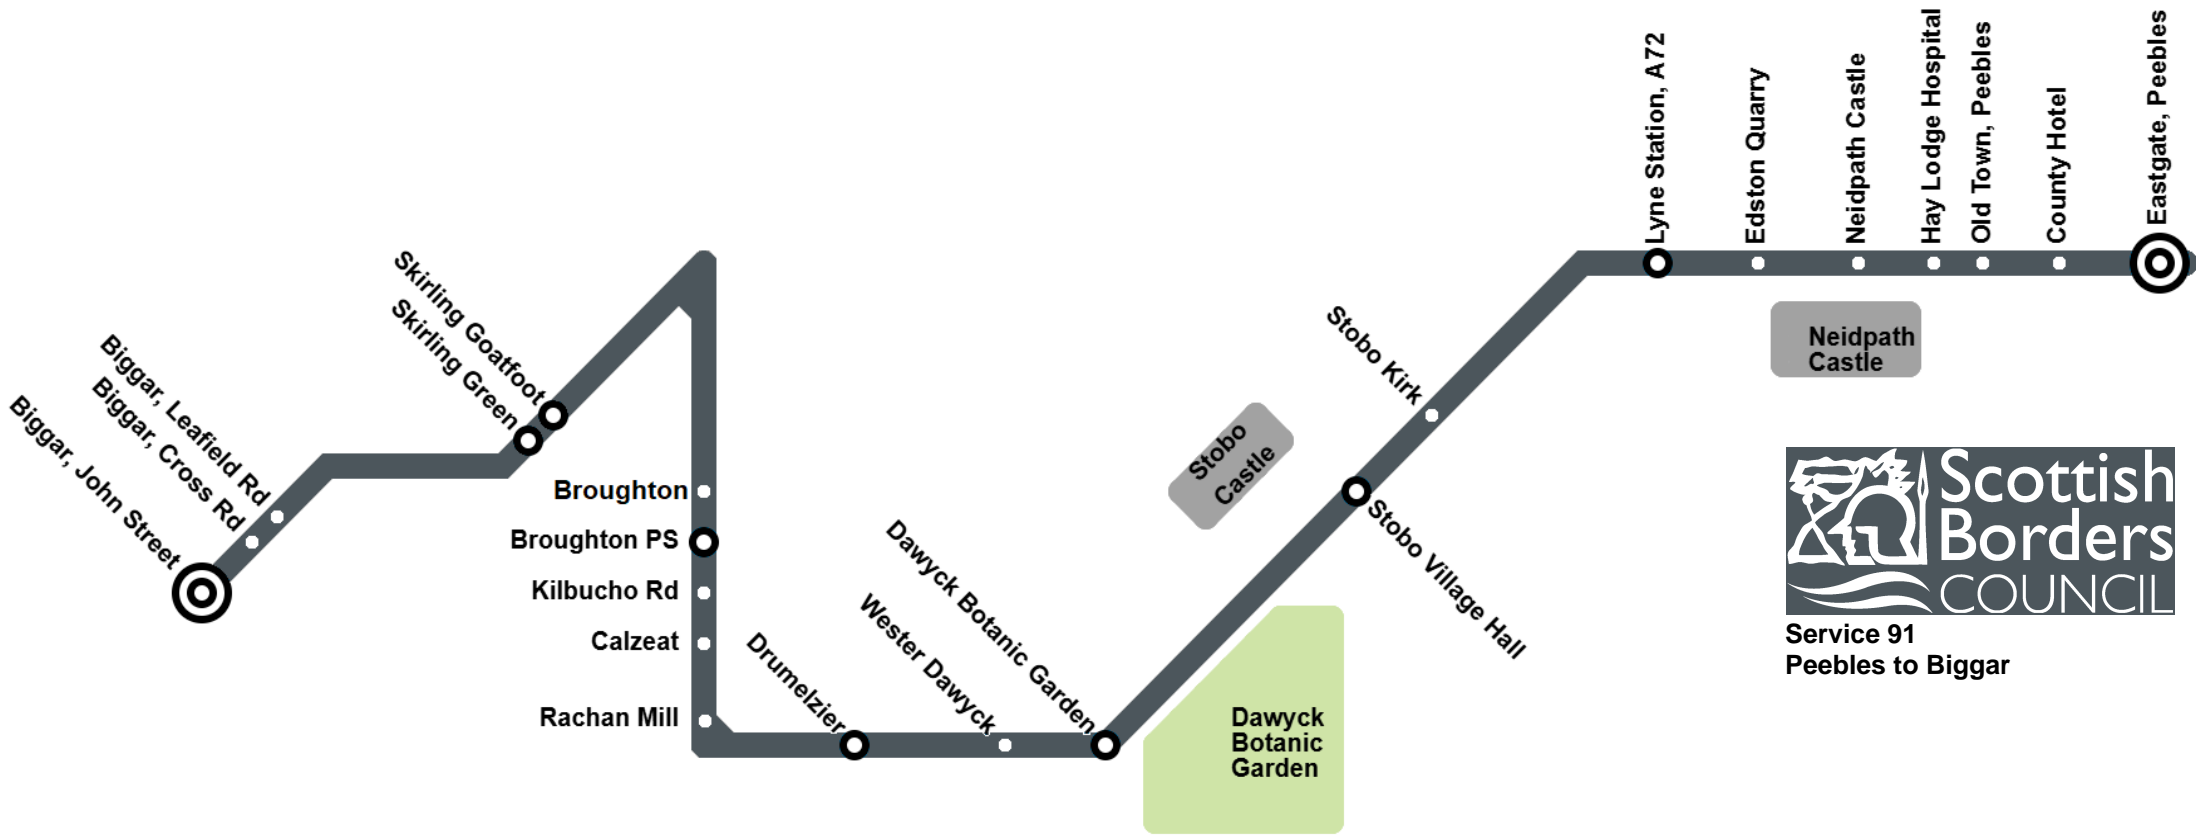 Biggar, John Street
Biggar, Cross Rd
Biggar, Leafield Rd
Skirling Green
Skirling Goatfoot
Broughton
Broughton PS
Kilbucho Rd
Calzeat
Rachan Mill
Drumelzier
Wester Dawyck
Dawyck Botanic Garden
Stobo Village Hall
Stobo Kirk
Lyne Station, A72
Edston Quarry
Neidpath Castle
Hay Lodge Hospital
Old Town, Peebles
County Hotel
Eastgate, Peebles
Stobo
Castle
Dawyck
Botanic
Garden
Neidpath
Castle
Scottish
Borders
COUNCIL
Service 91
Peebles to Biggar